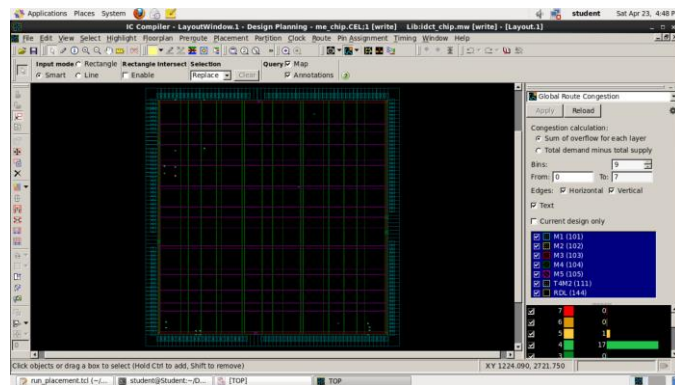 Applications Places System
student Sat Apr 23, 4:48 P
IC Compiler - LayoutWindow.1 - Design Planning - me_chip.CEL;1 [write] Lib:idct_chip.mw [write] - [Layout.1]
File Edit View Select Highlight Floorplan Preroute Placement Partition Clock Route Pin Assignment Timing Window Help
Input mode Rectangle Rectangle Intersect Selection Query Map
Smart Line Enable Replace Clear Annotations
Global Route Congestion
Apply Reload
Congestion calculation:
Sum of overflow for each layer
Total demand minus total supply
Bins: 9
From: 0 To: 7
Edges: Horizontal Vertical
Text
Current design only
M1 (101)
M2 (102)
M3 (103)
M4 (104)
M5 (105)
T4M2 (111)
RDL (144)
7 0
6 0
5 1
4 17
3 0
Click objects or drag a box to select (Hold Ctrl to add, Shift to remove)
XY 1224.090, 2721.750
run_placement.tcl (~/... student@Student:~/D... [TOP] TOP